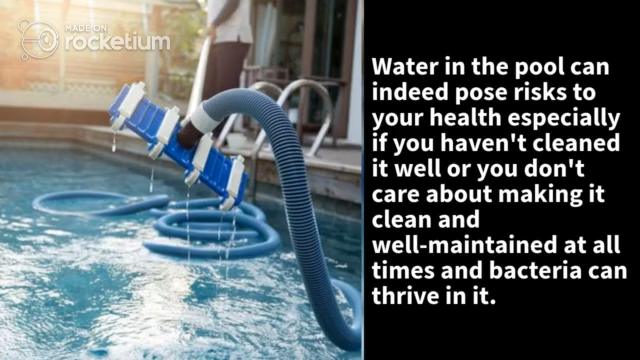 MADE ON
rocketium
Water in the pool can
indeed pose risks to
your health especially
if you haven't cleaned
it well or you don't
care about making it
clean and
well-maintained at all
times and bacteria can
thrive in it.